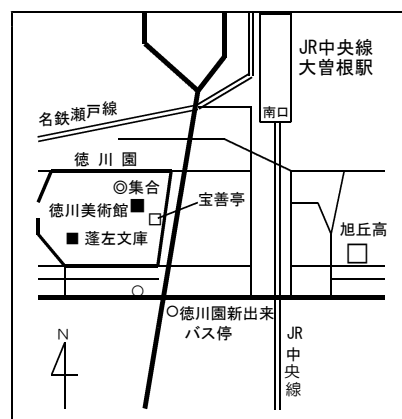 JR中央線
大曽根駅
南口
名鉄瀬戸線
徳川園
◎集合
徳川美術館
宝善亭
蓬左文庫
旭丘高
徳川園新出来
バス停
N
JR
中央線